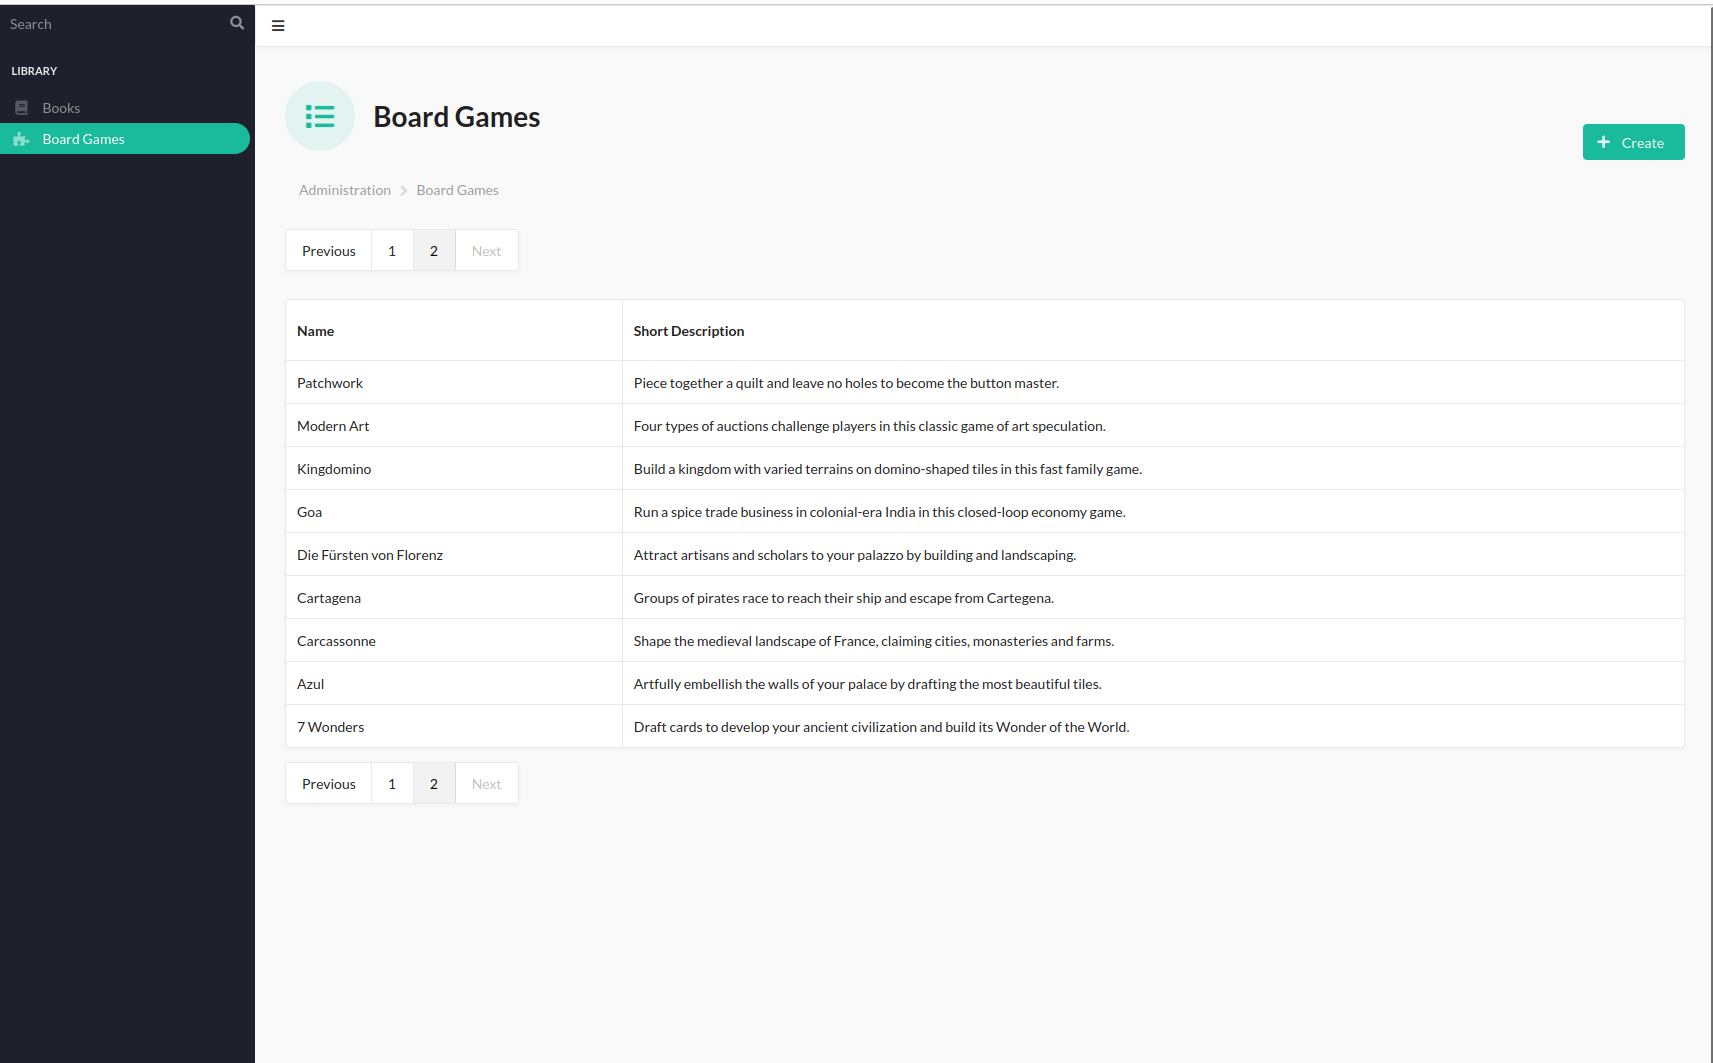 Search
LIBRARY
Books
Board Games
Board Games
Create
Administration > Board Games
Previous 1 2 Next
Name Short Description
Patchwork Piece together a quilt and leave no holes to become the button master.
Modern Art Four types of auctions challenge players in this classic game of art speculation.
Kingdomino Build a kingdom with varied terrains on domino-shaped tiles in this fast family game.
Goa Run a spice trade business in colonial-era India in this closed-loop economy game.
Die Fürsten von Florenz Attract artisans and scholars to your palazzo by building and landscaping.
Cartagena Groups of pirates race to reach their ship and escape from Cartegena.
Carcassonne Shape the medieval landscape of France, claiming cities, monasteries and farms.
Azul Artfully embellish the walls of your palace by drafting the most beautiful tiles.
7 Wonders Draft cards to develop your ancient civilization and build its Wonder of the World.
Previous 1 2 Next